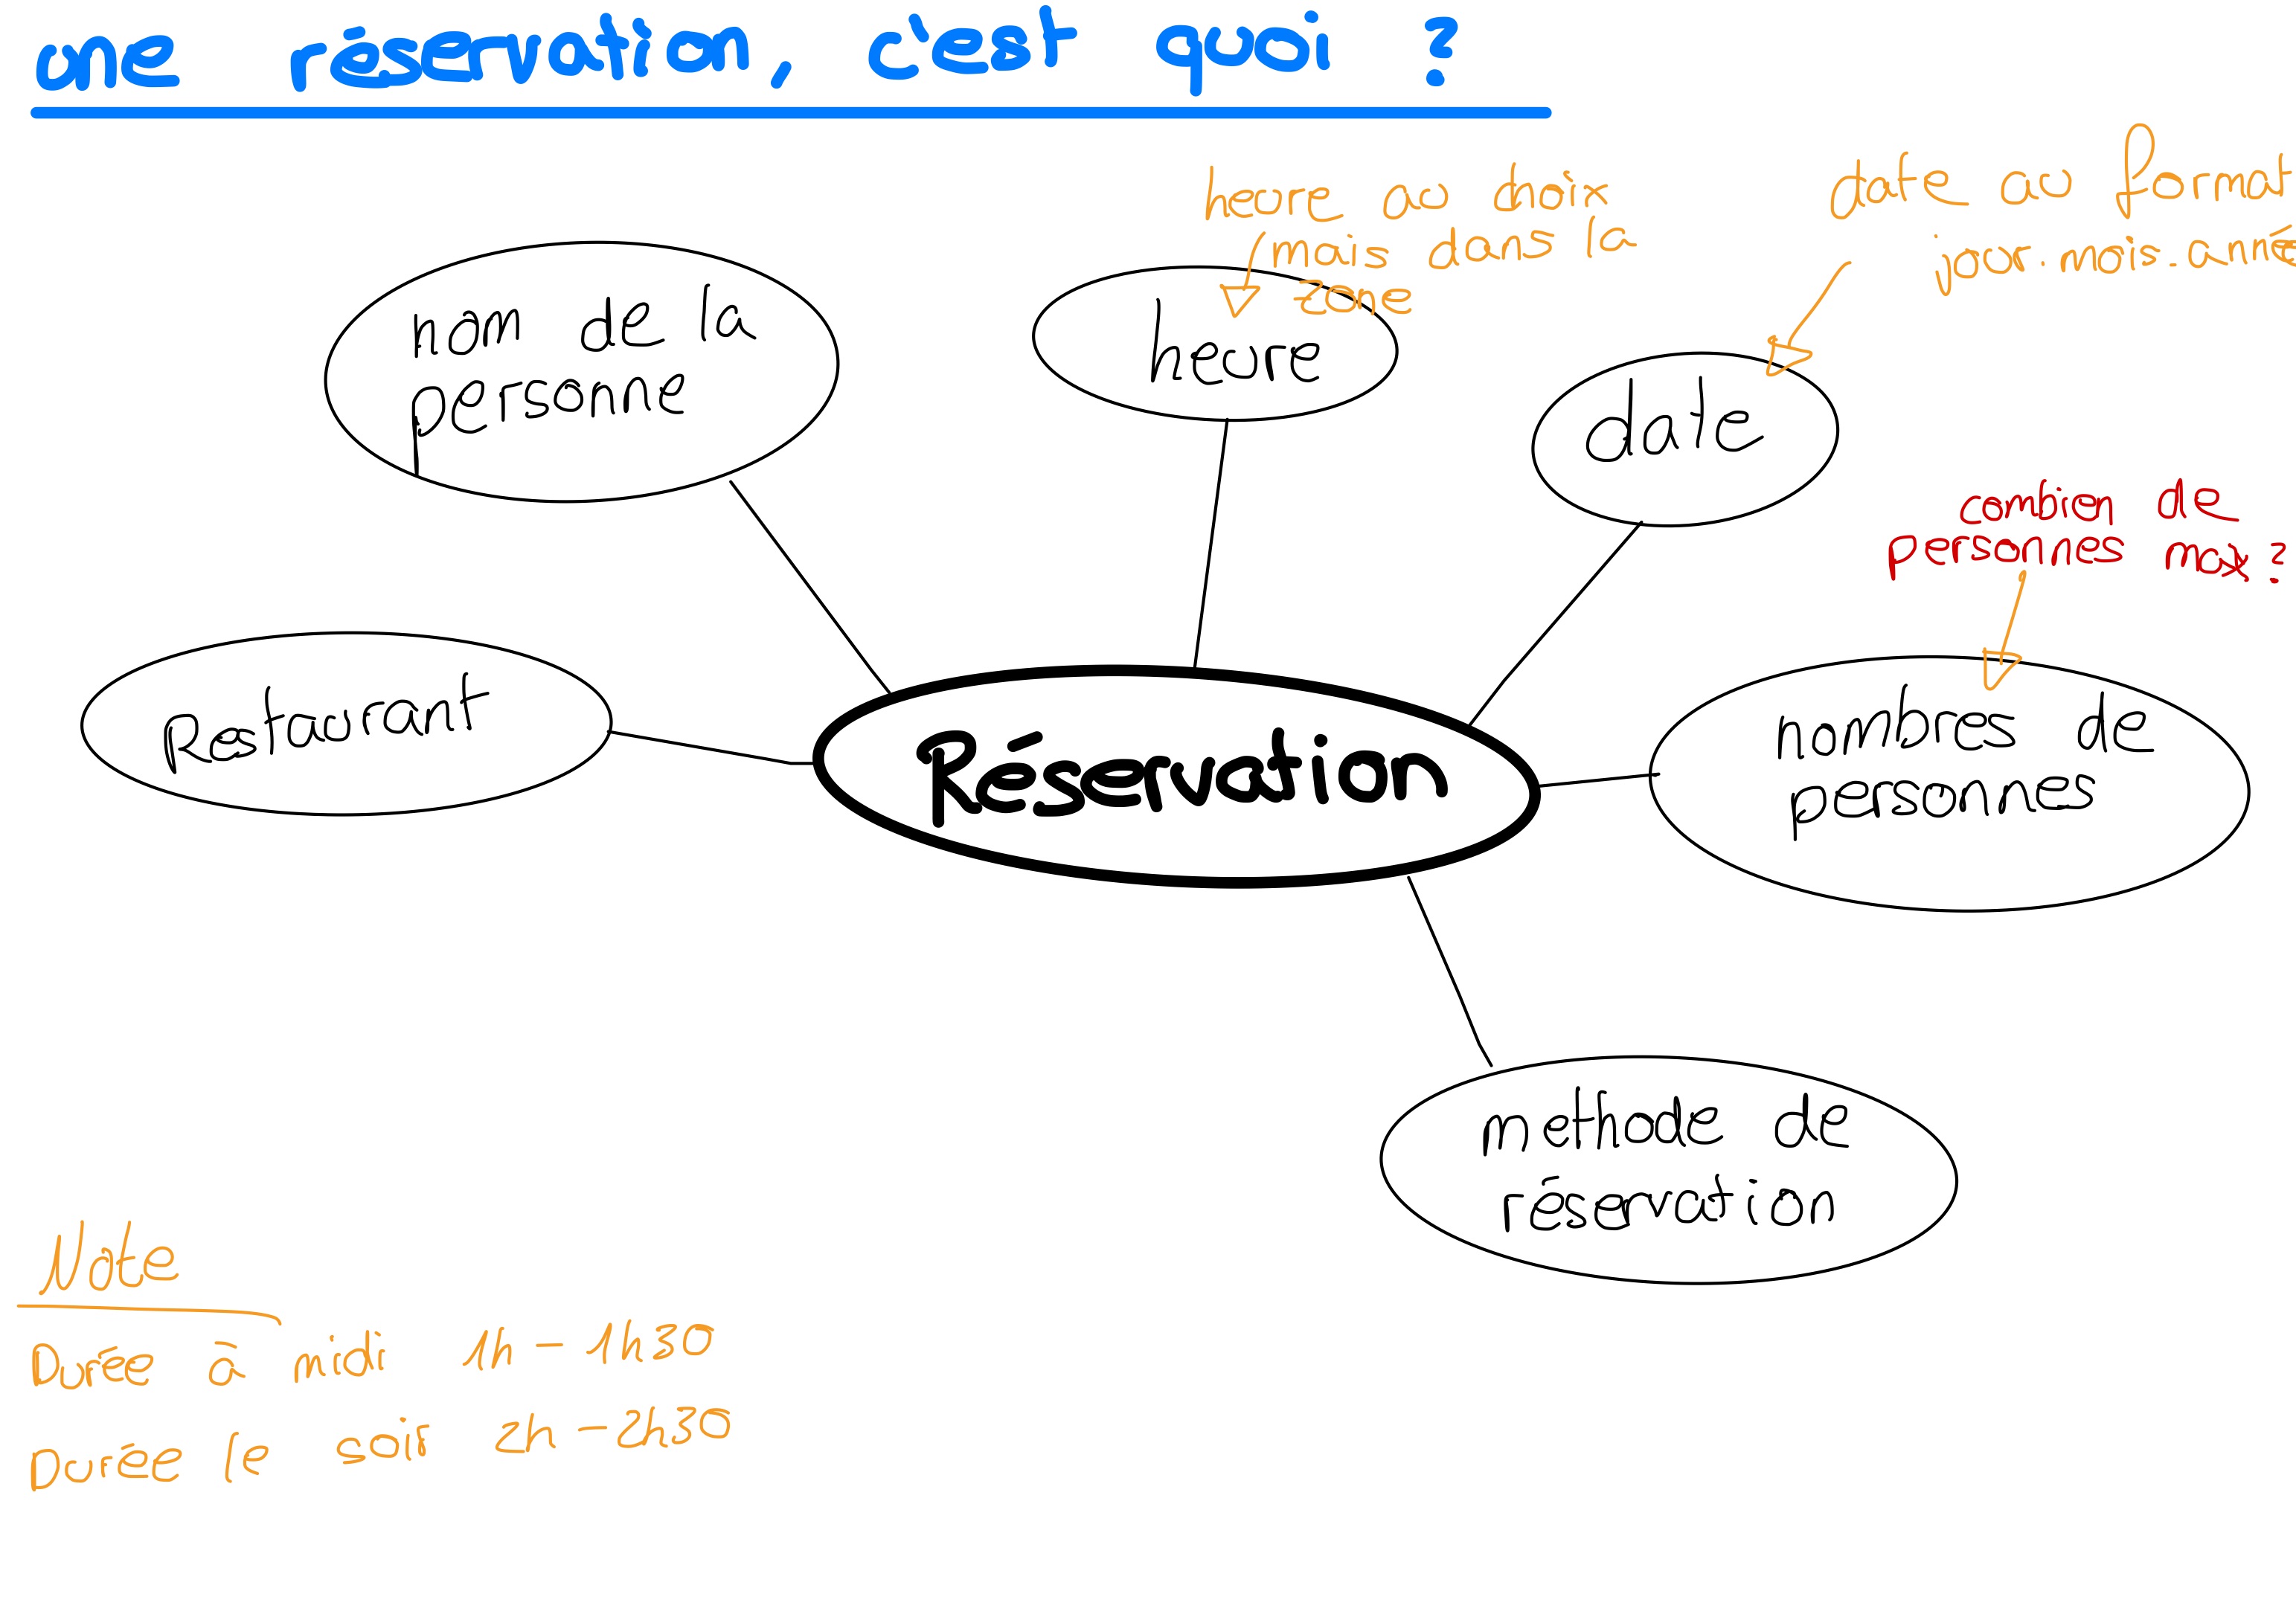 une réservation, c'est quoi ?
heure au choix
(mais dans la
zone
date au format
jour.mois.anné
nom de la
personne
heure
date
combien de
personnes max?
Restaurant
Réservation
nombres de
personnes
méthode de
réservation
Note
Durée à midi 1h - 1h30
Durée le soir 2h - 2h30